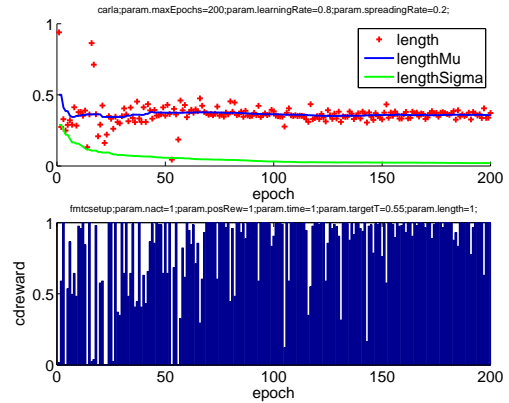 carla;param.maxEpochs=200;param.learningRate=0.8;param.spreadingRate=0.2;
1
length
lengthMu
lengthSigma
0.5
0
0 50 100 150 200
epoch
fmtcsetup;param.nact=1;param.posRew=1;param.time=1;param.targetT=0.55;param.length=1;
1
cdreward
0.5
0
0 50 100 150 200
epoch